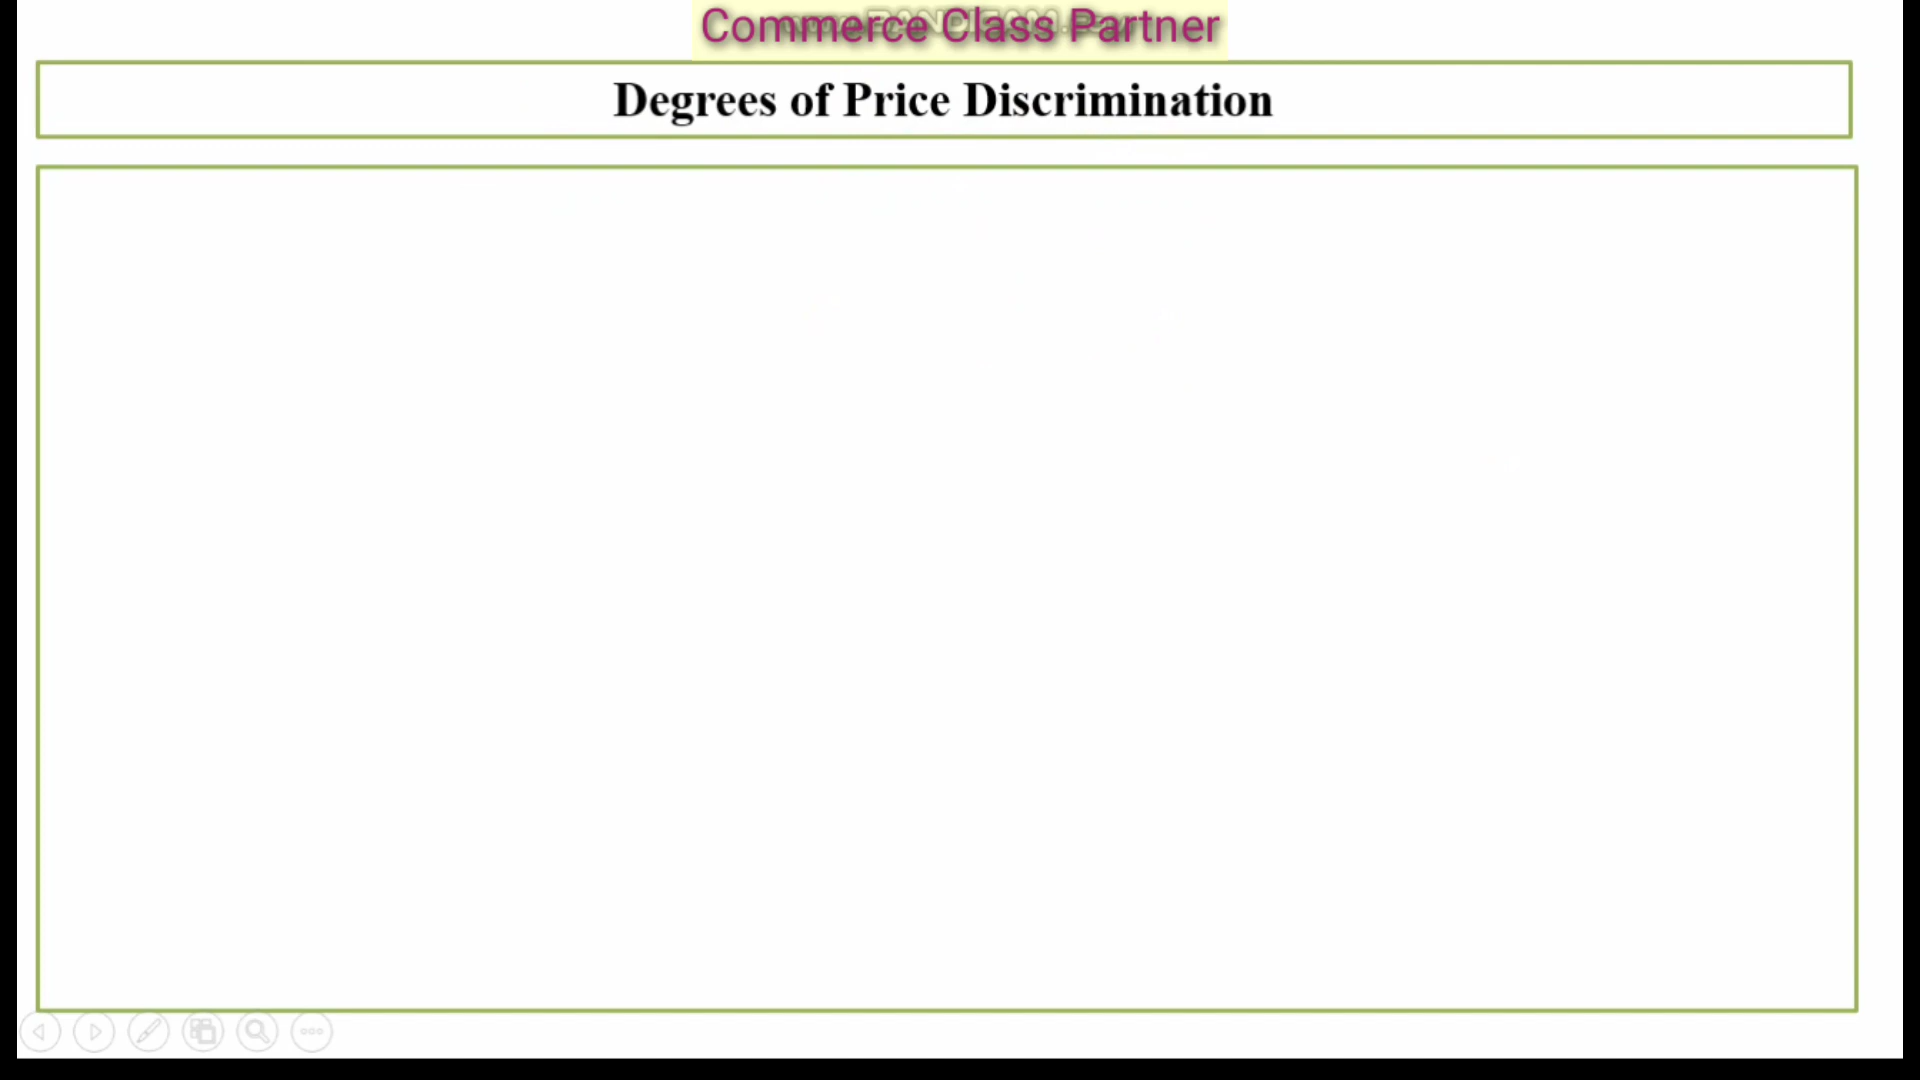 Commerce Class Partner
Degrees of Price Discrimination